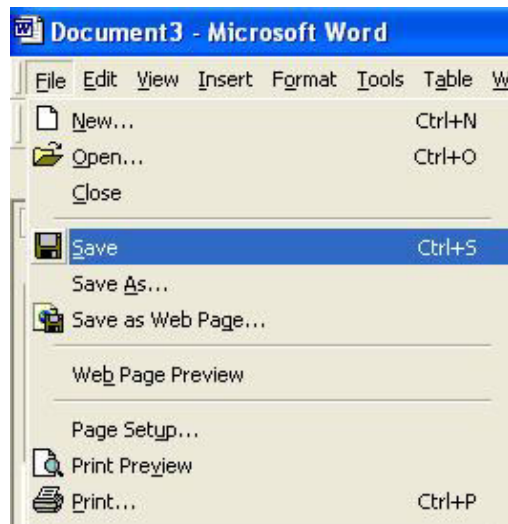 Document3 - Microsoft Word
File Edit View Insert Format Tools Table W
New... Ctrl+N
Open... Ctrl+O
Close
Save Ctrl+S
Save As...
Save as Web Page...
Web Page Preview
Page Setup...
Print Preview
Print... Ctrl+P